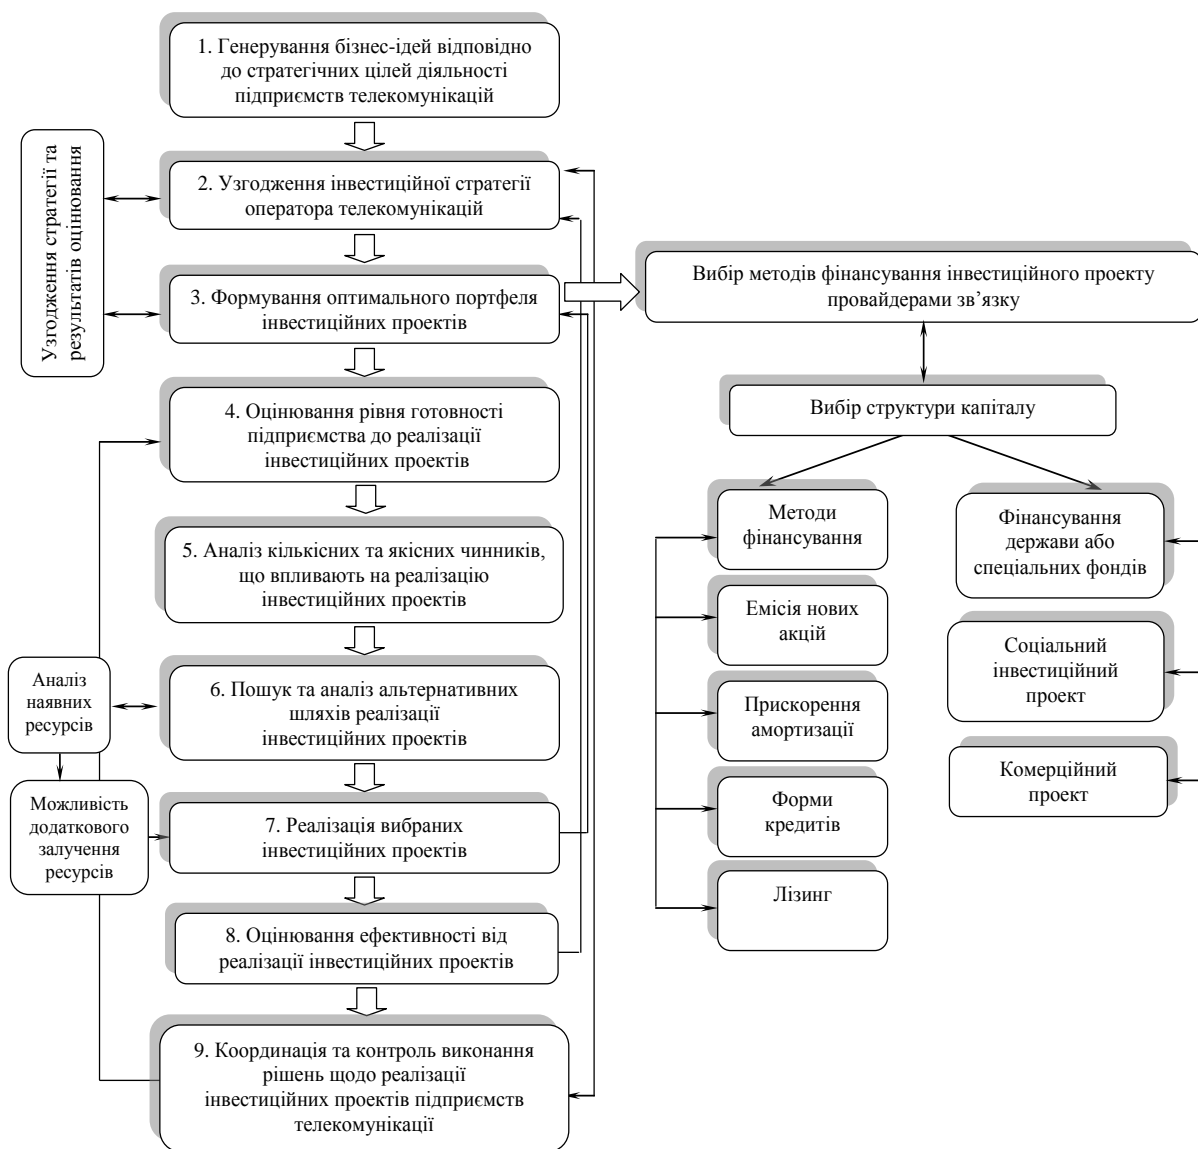 1. Генерування бізнес-ідей відповідно
до стратегічних цілей діяльності
підприємств телекомунікацій
Узгодження стратегії та
результатів оцінювання
2. Узгодження інвестиційної стратегії
оператора телекомунікацій
3. Формування оптимального портфеля
інвестиційних проектів
4. Оцінювання рівня готовності
підприємства до реалізації
інвестиційних проектів
5. Аналіз кількісних та якісних чинників,
що впливають на реалізацію
інвестиційних проектів
Аналіз
наявних
ресурсів
6. Пошук та аналіз альтернативних
шляхів реалізації
інвестиційних проектів
Можливість
додаткового
залучення
ресурсів
7. Реалізація вибраних
інвестиційних проектів
8. Оцінювання ефективності від
реалізації інвестиційних проектів
9. Координація та контроль виконання
рішень щодо реалізації
інвестиційних проектів підприємств
телекомунікації
Вибір методів фінансування інвестиційного проекту
провайдерами зв’язку
Вибір структури капіталу
Методи
фінансування
Емісія нових
акцій
Прискорення
амортизації
Форми
кредитів
Лізинг
Фінансування
держави або
спеціальних фондів
Соціальний
інвестиційний
проект
Комерційний
проект